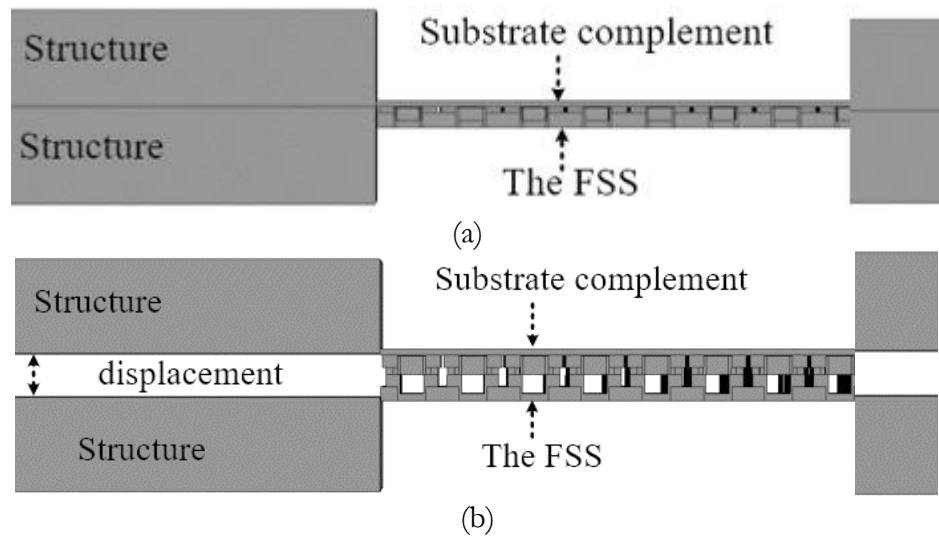 Structure
Substrate complement
Structure
The FSS
(a)
Structure
Substrate complement
displacement
Structure
The FSS
(b)